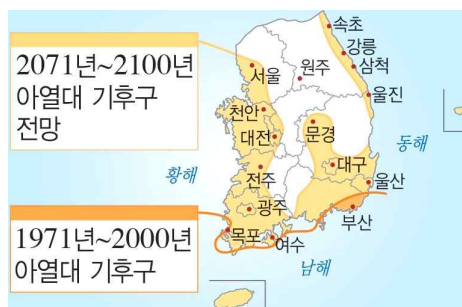 2071년~2100년
아열대 기후구
전망
1971년~2000년
아열대 기후구
속초
강릉
서울
원주
삼척
울진
천안
대전
문경
동해
황해
전주
대구
울산
광주
부산
목포
여수
남해